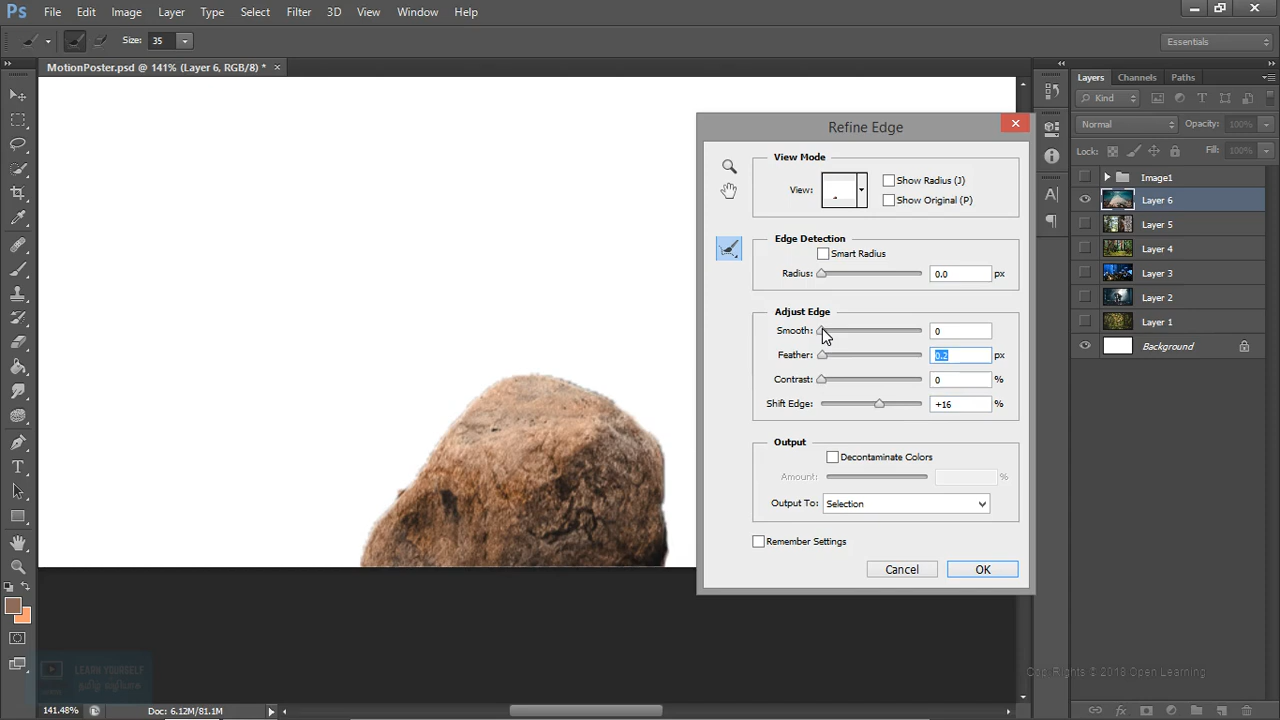 Ps File Edit Image Layer Type Select Filter 3D View Window Help
Size: 35 Essentials
MotionPoster.psd @ 141% (Layer 6, RGB/8) * ×
Layers Channels Paths
Kind
Normal Opacity: 100%
Lock: Fill: 100%
Image1
Layer 6
Layer 5
Layer 4
Layer 3
Layer 2
Layer 1
Background
Refine Edge
View Mode
View: Show Radius (J)
Show Original (P)
Edge Detection
Smart Radius
Radius: 0.0 px
Adjust Edge
Smooth: 0
Feather: 0.2 px
Contrast: 0 %
Shift Edge: +16 %
Output
Decontaminate Colors
Amount: %
Output To: Selection
Remember Settings
Cancel OK
LEARN YOURSELF
Copy Rights © 2018 Open Learning
141.48% Doc: 6.12M/81.1M